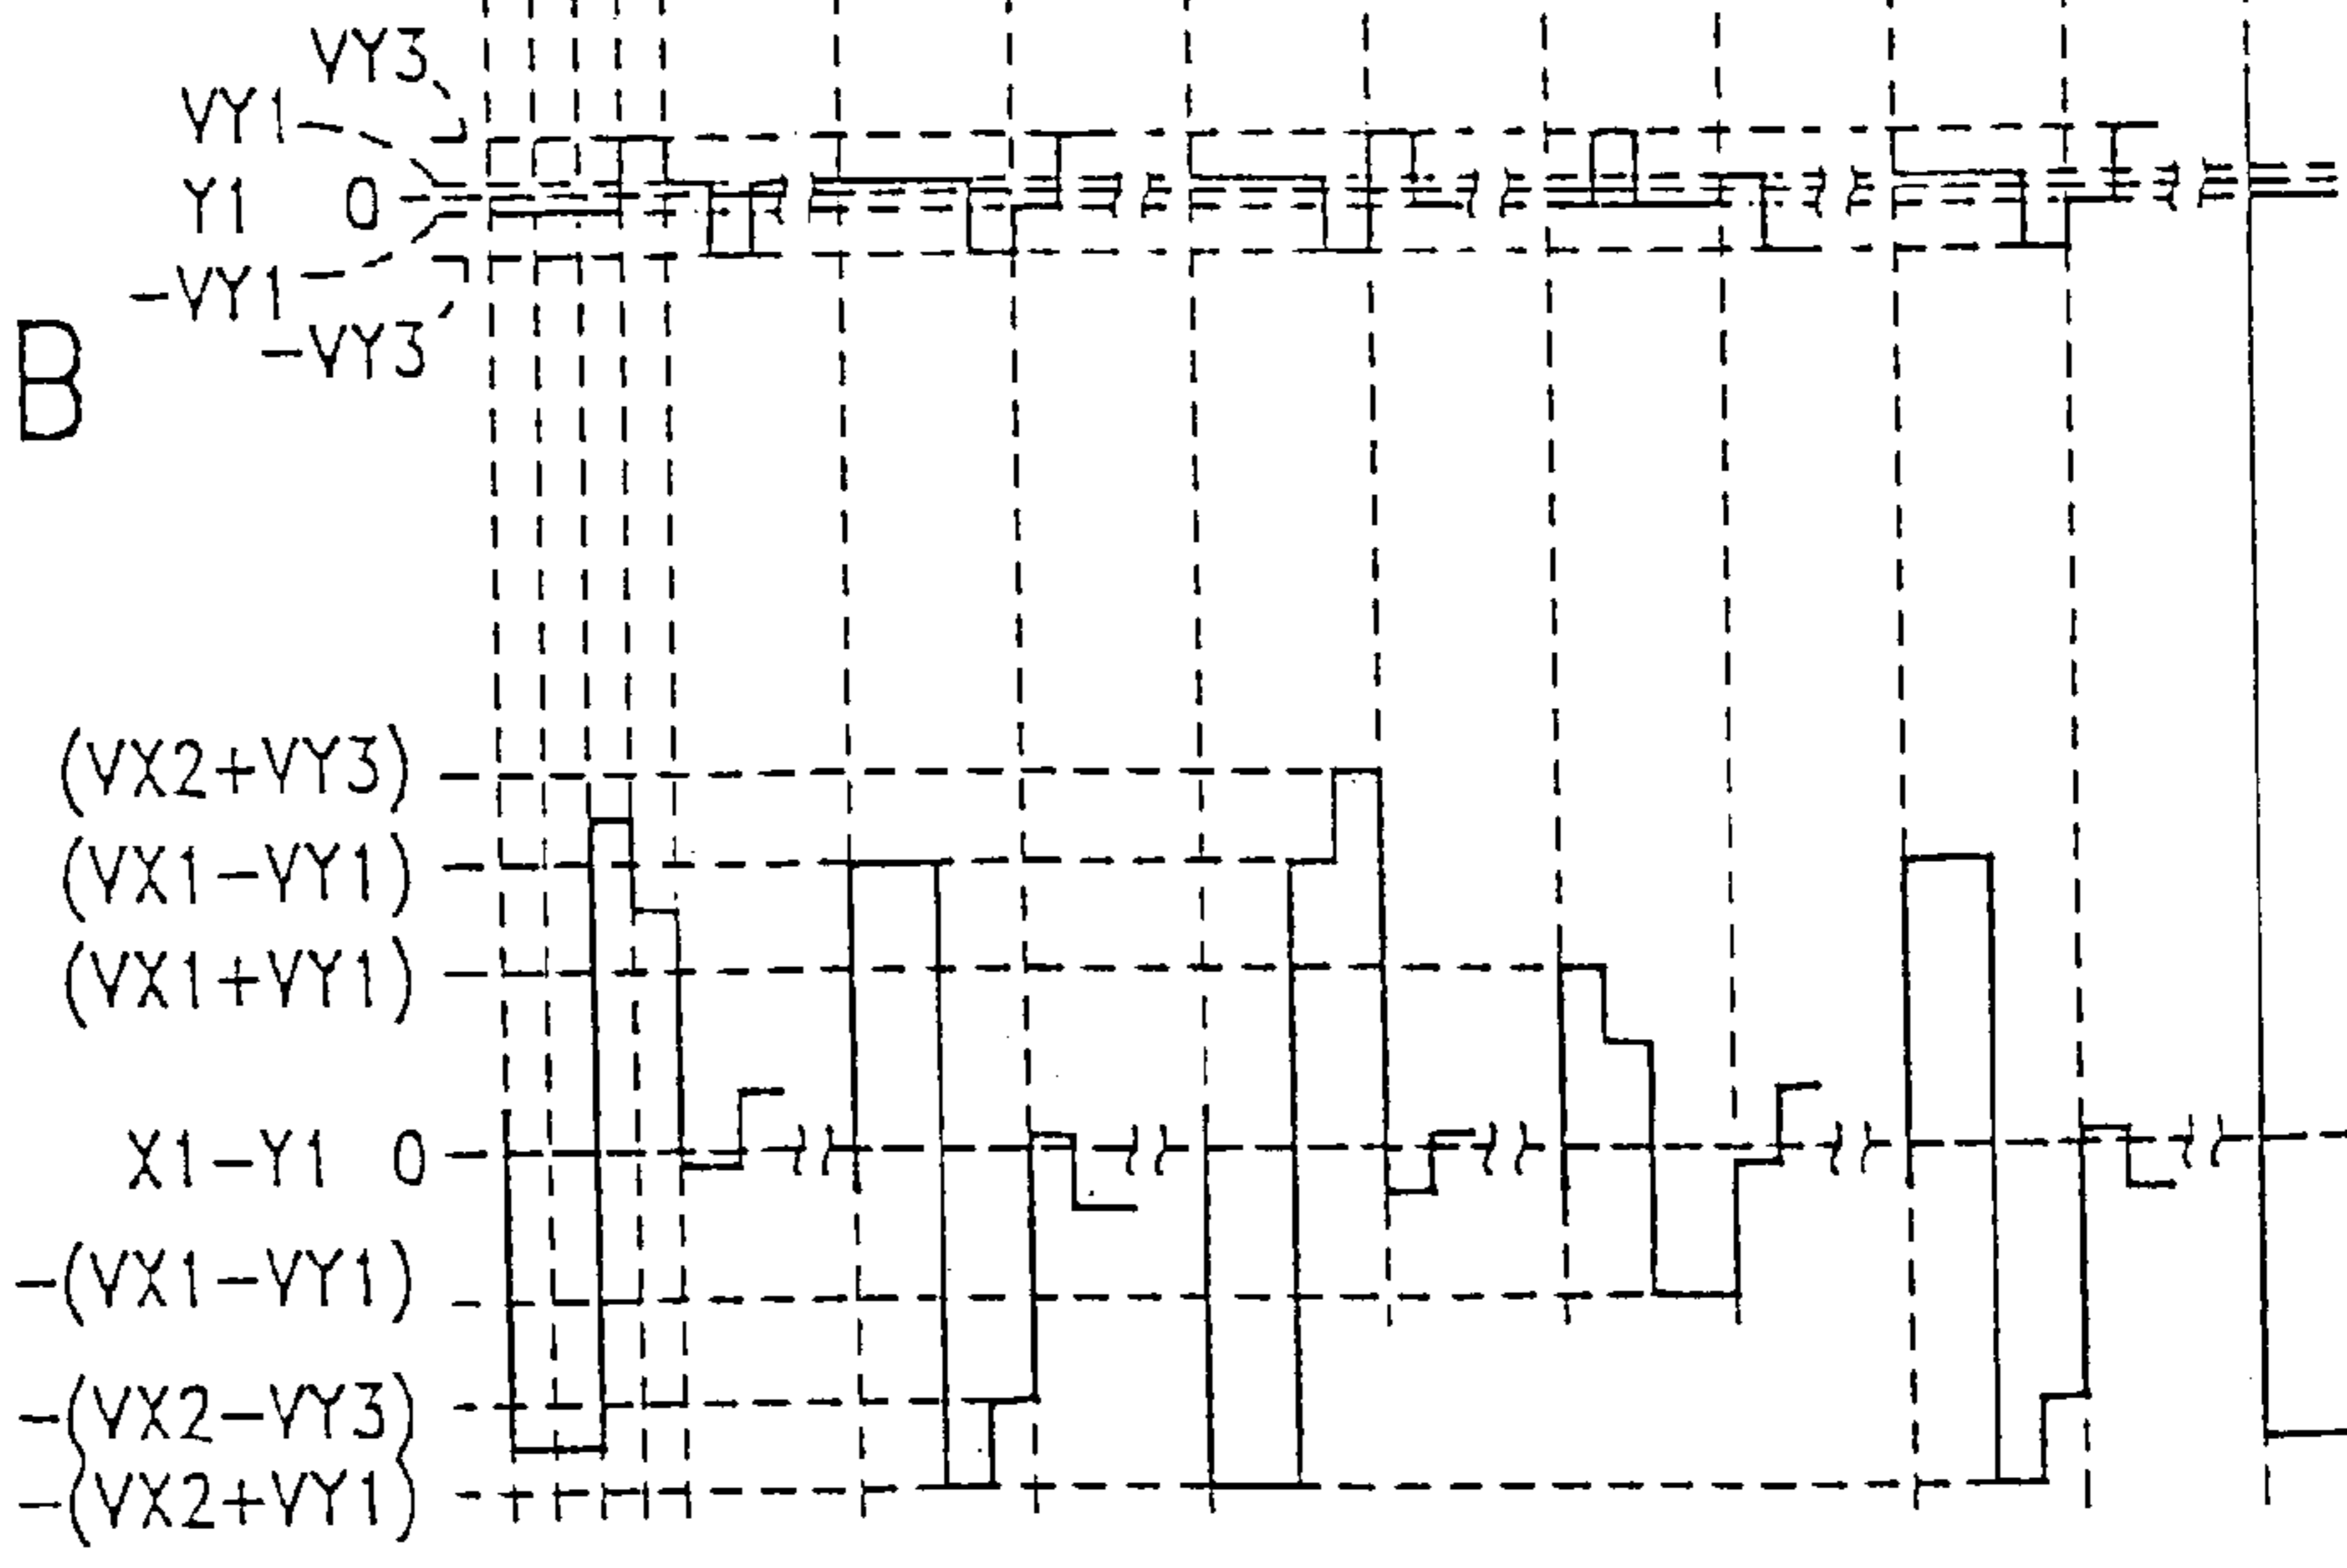 VY3
VY1
Y1 0
-VY1
-VY3
B
(VX2+VY3)
(VX1-VY1)
(VX1+VY1)
X1-Y1 0
-(VX1-VY1)
-(VX2-VY3)
-(VX2+VY1)